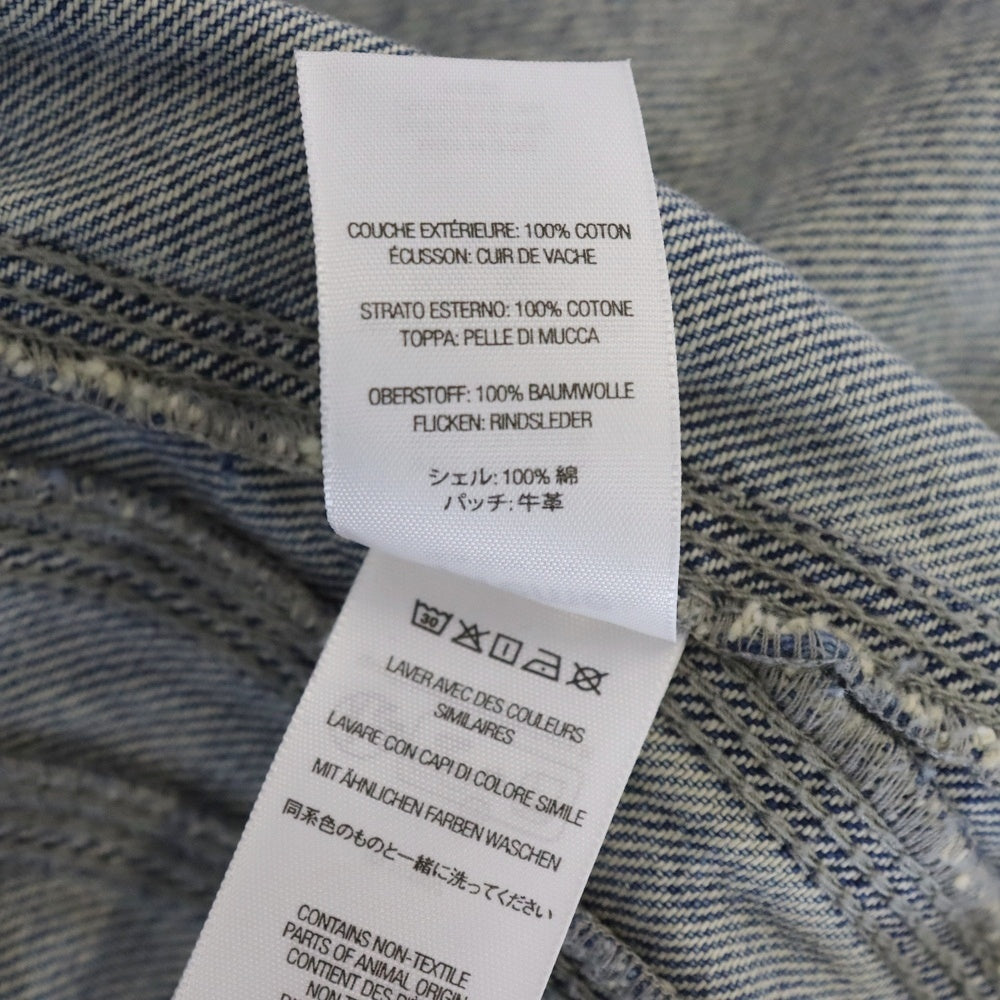 COUCHE EXTÉRIEURE: 100% COTON
ÉCUSSON: CUIR DE VACHE
STRATO ESTERNO: 100% COTONE
TOPPA: PELLE DI MUCCA
OBERSTOFF: 100% BAUMWOLLE
FLICKEN: RINDSLEDER
シェル: 100% 綿
パッチ: 牛革
30
LAVER AVEC DES COULEURS
SIMILAIRES
LAVARE CON CAPI DI COLORE SIMILE
MIT ÄHNLICHEN FARBEN WASCHEN
同系色のものと一緒に洗ってください
CONTAINS NON-TEXTILE
PARTS OF ANIMAL ORIGIN
CONTIENT DES